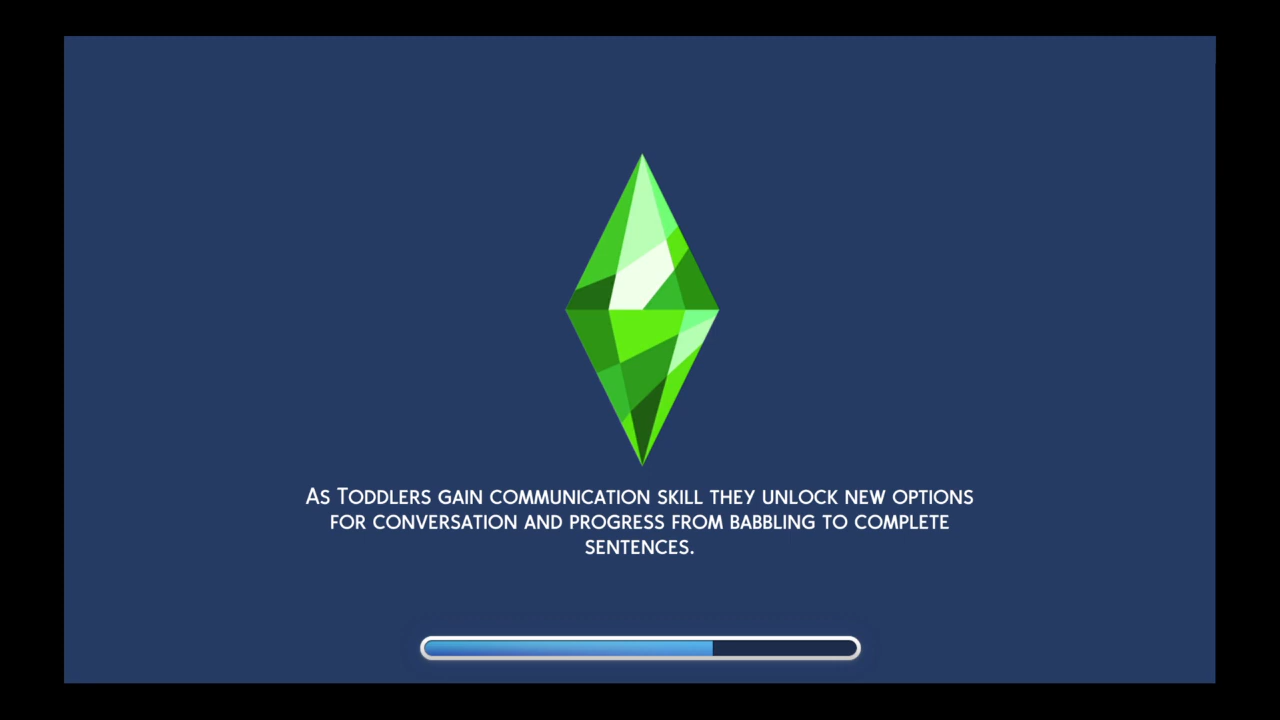 As Toddlers gain communication skill they unlock new options
for conversation and progress from babbling to complete
sentences.